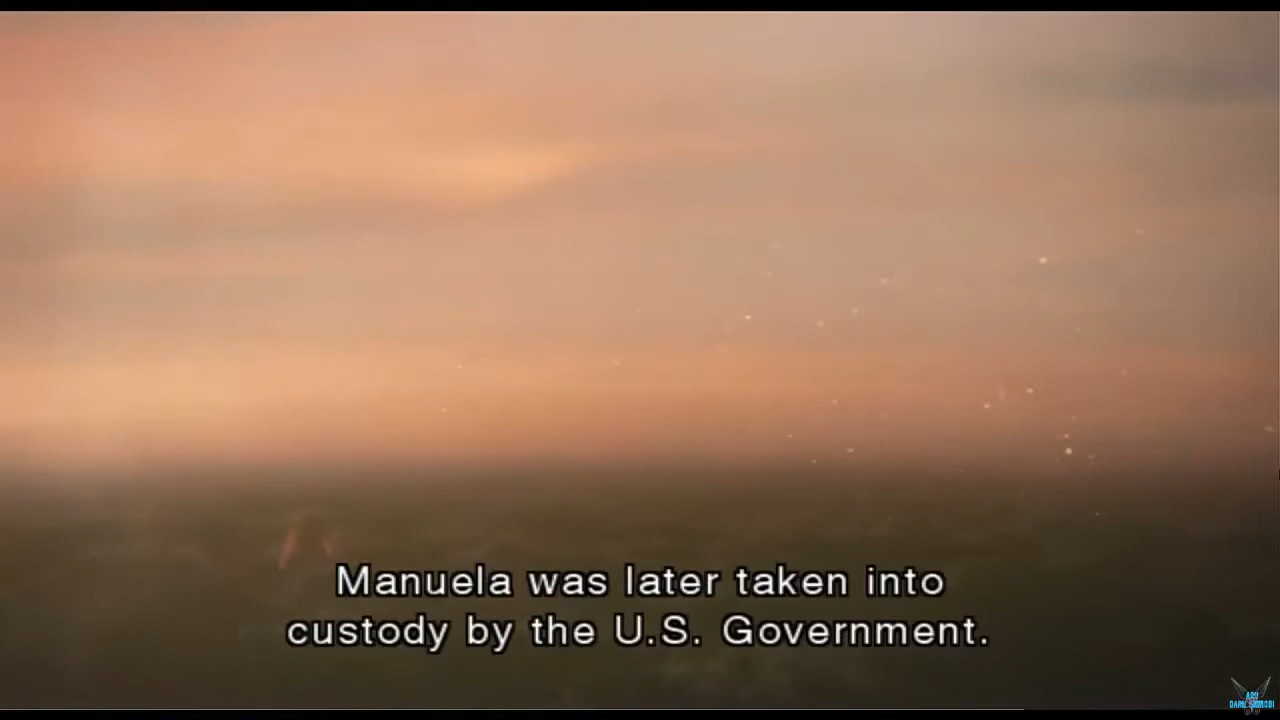 Manuela was later taken into
custody by the U.S. Government.